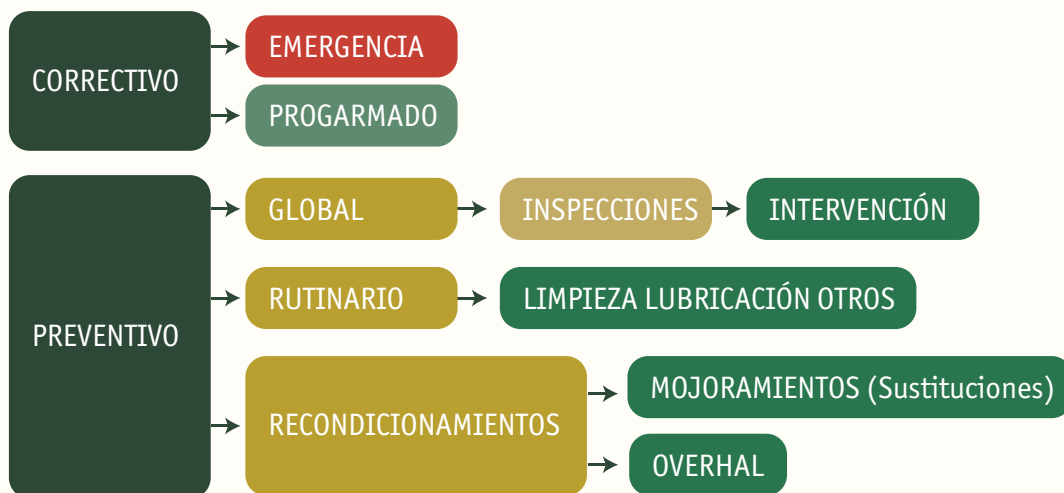 CORRECTIVO
EMERGENCIA
PROGARMADO
PREVENTIVO
GLOBAL
INSPECCIONES
INTERVENCIÓN
RUTINARIO
LIMPIEZA LUBRICACIÓN OTROS
RECONDICIONAMIENTOS
MOJORAMIENTOS (Sustituciones)
OVERHAL